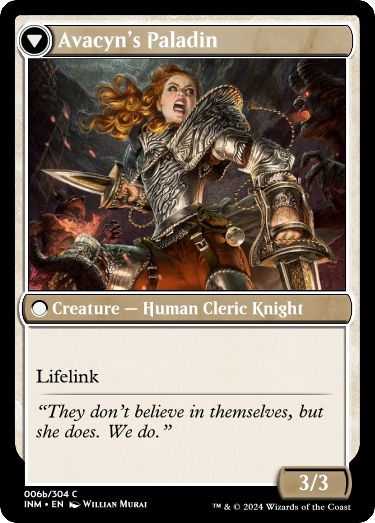 Avacyn's Paladin
Creature — Human Cleric Knight
Lifelink
“They don't believe in themselves, but
she does. We do.”
3/3
006b/304 C
INM • EN Willian Murai
™ & © 2024 Wizards of the Coast